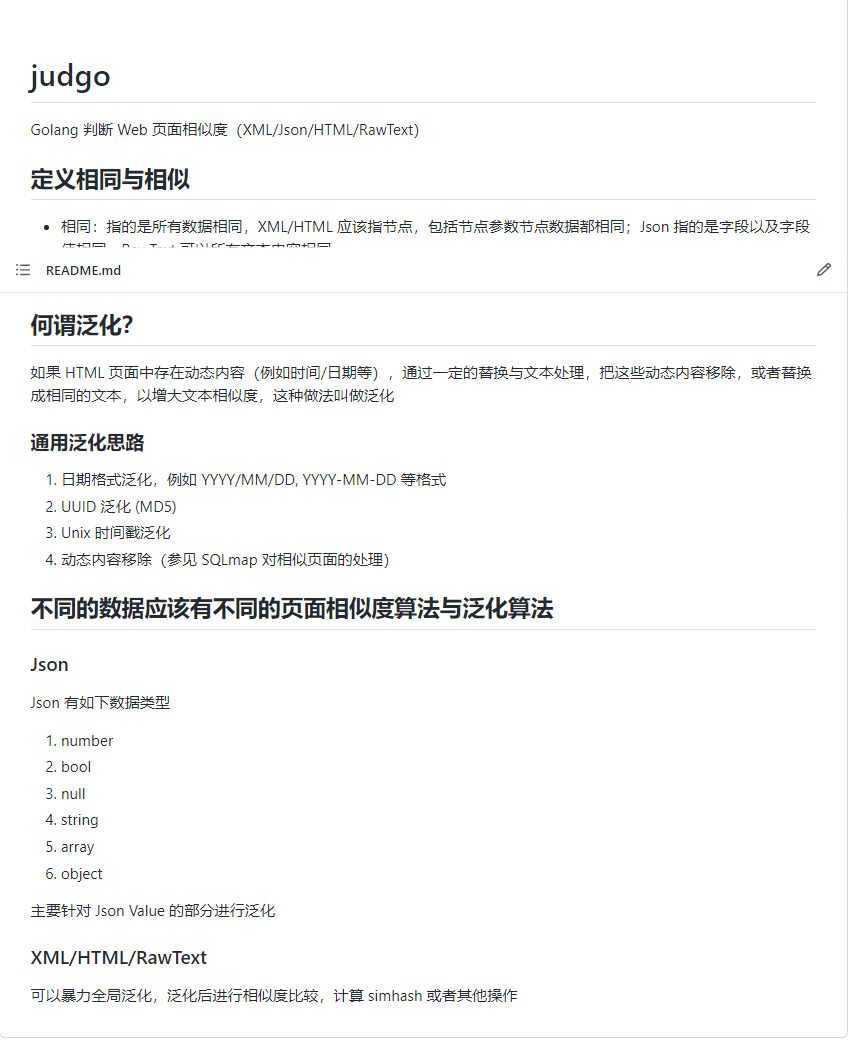 judgo
Golang 判断 Web 页面相似度（XML/Json/HTML/RawText）
定义相同与相似
相同：指的是所有数据相同，XML/HTML 应该指节点，包括节点参数节点数据都相同；Json 指的是字段以及字段
值相同，RawText 可以所有文本内容相同
README.md
何谓泛化？
如果 HTML 页面中存在动态内容（例如时间/日期等），通过一定的替换与文本处理，把这些动态内容移除，或者替换
成相同的文本，以增大文本相似度，这种做法叫做泛化
通用泛化思路
1. 日期格式泛化，例如 YYYY/MM/DD, YYYY-MM-DD 等格式
2. UUID 泛化 (MD5)
3. Unix 时间戳泛化
4. 动态内容移除（参见 SQLmap 对相似页面的处理）
不同的数据应该有不同的页面相似度算法与泛化算法
Json
Json 有如下数据类型
1. number
2. bool
3. null
4. string
5. array
6. object
主要针对 Json Value 的部分进行泛化
XML/HTML/RawText
可以暴力全局泛化，泛化后进行相似度比较，计算 simhash 或者其他操作